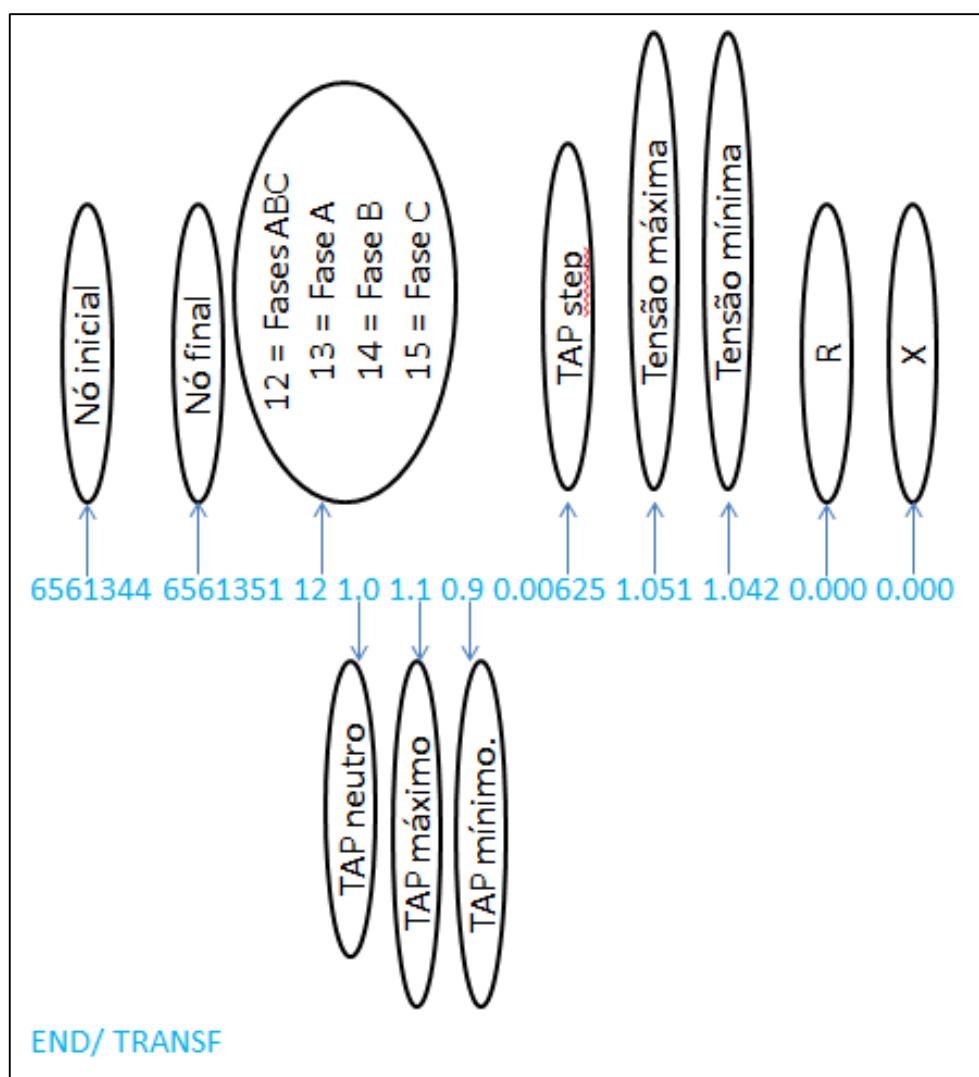 Nó inicial
Nó final
12 = Fases ABC
13 = Fase A
14 = Fase B
15 = Fase C
TAP step
Tensão máxima
Tensão mínima
R
X
6561344 6561351 12 1.0 1.1 0.9 0.00625 1.051 1.042 0.000 0.000
TAP neutro
TAP máximo
TAP mínimo.
END/ TRANSF